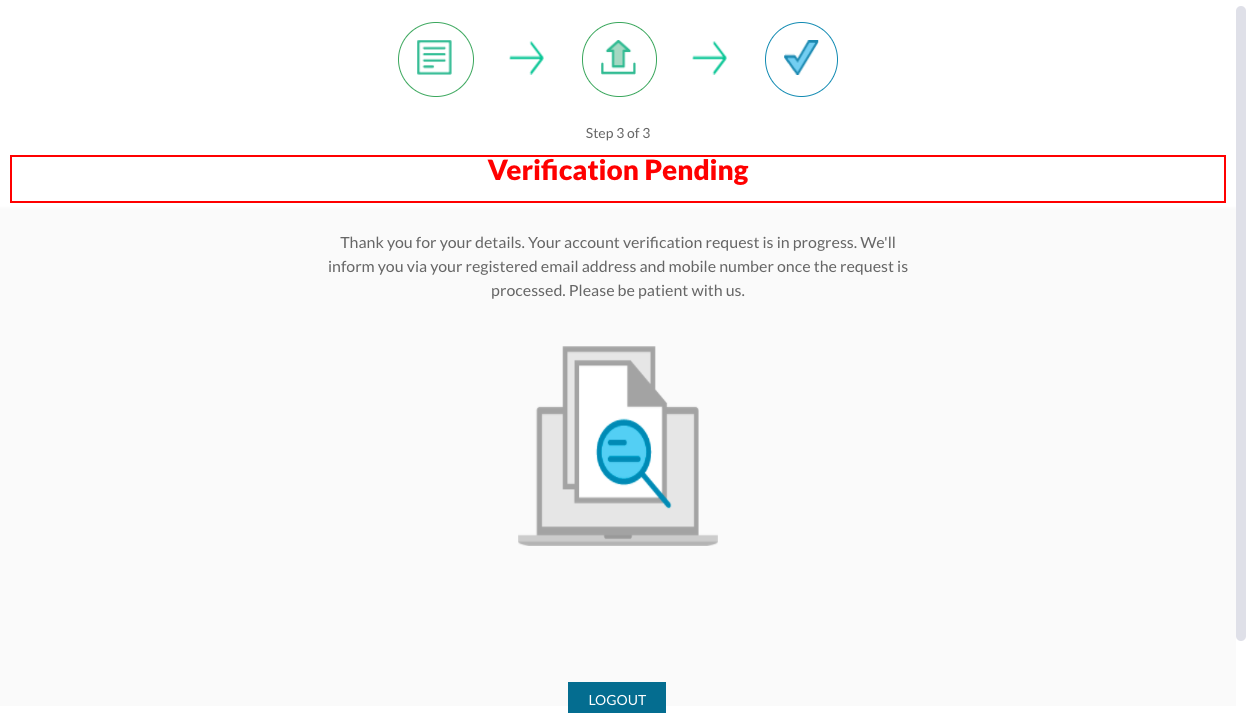 Step 3 of 3
Verification Pending
Thank you for your details. Your account verification request is in progress. We'll
inform you via your registered email address and mobile number once the request is
processed. Please be patient with us.
LOGOUT